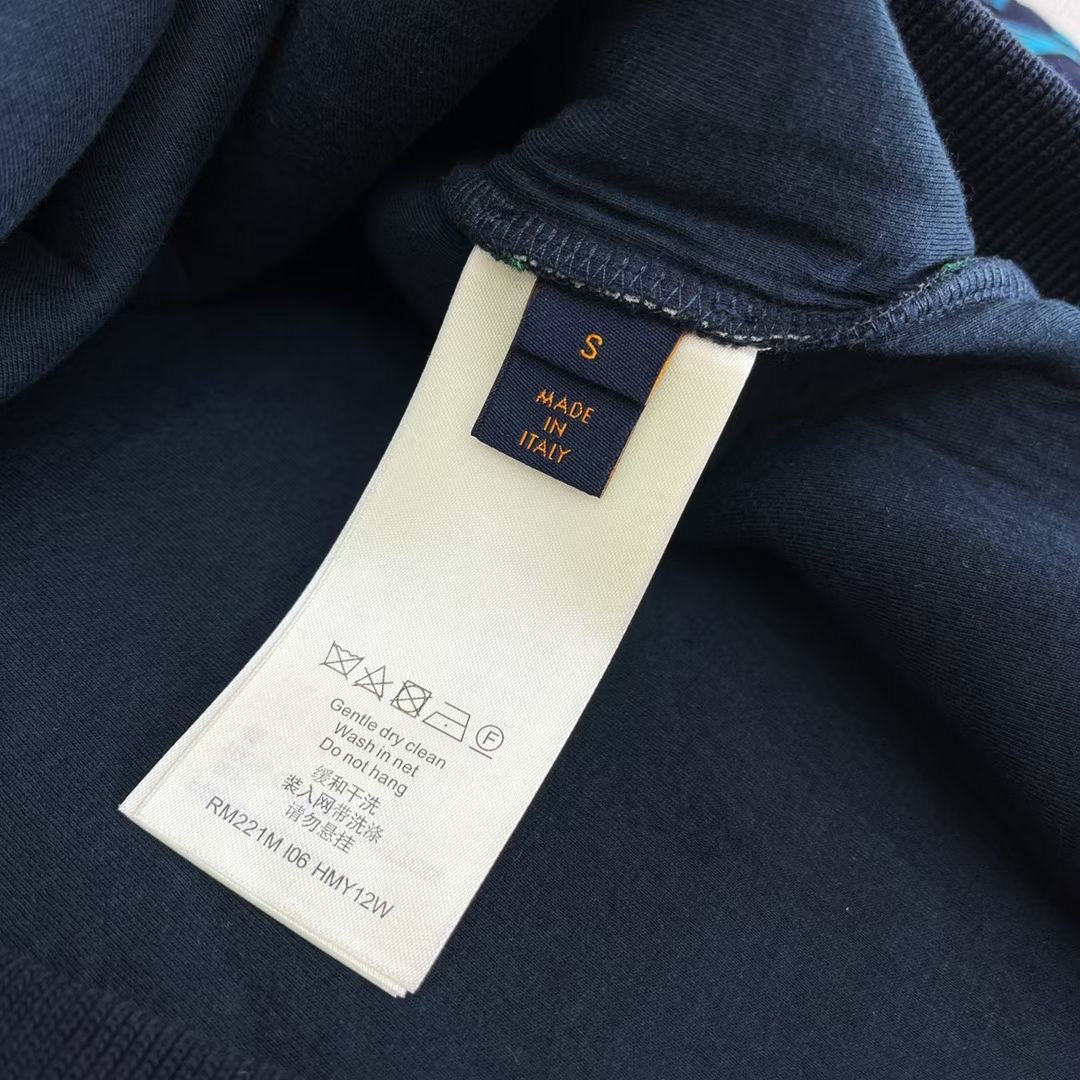 S
MADE
IN
ITALY
F
Gentle dry clean
Wash in net
Do not hang
缓和干洗
装入网带洗涤
请勿悬挂
RM221M I06 HMY12W